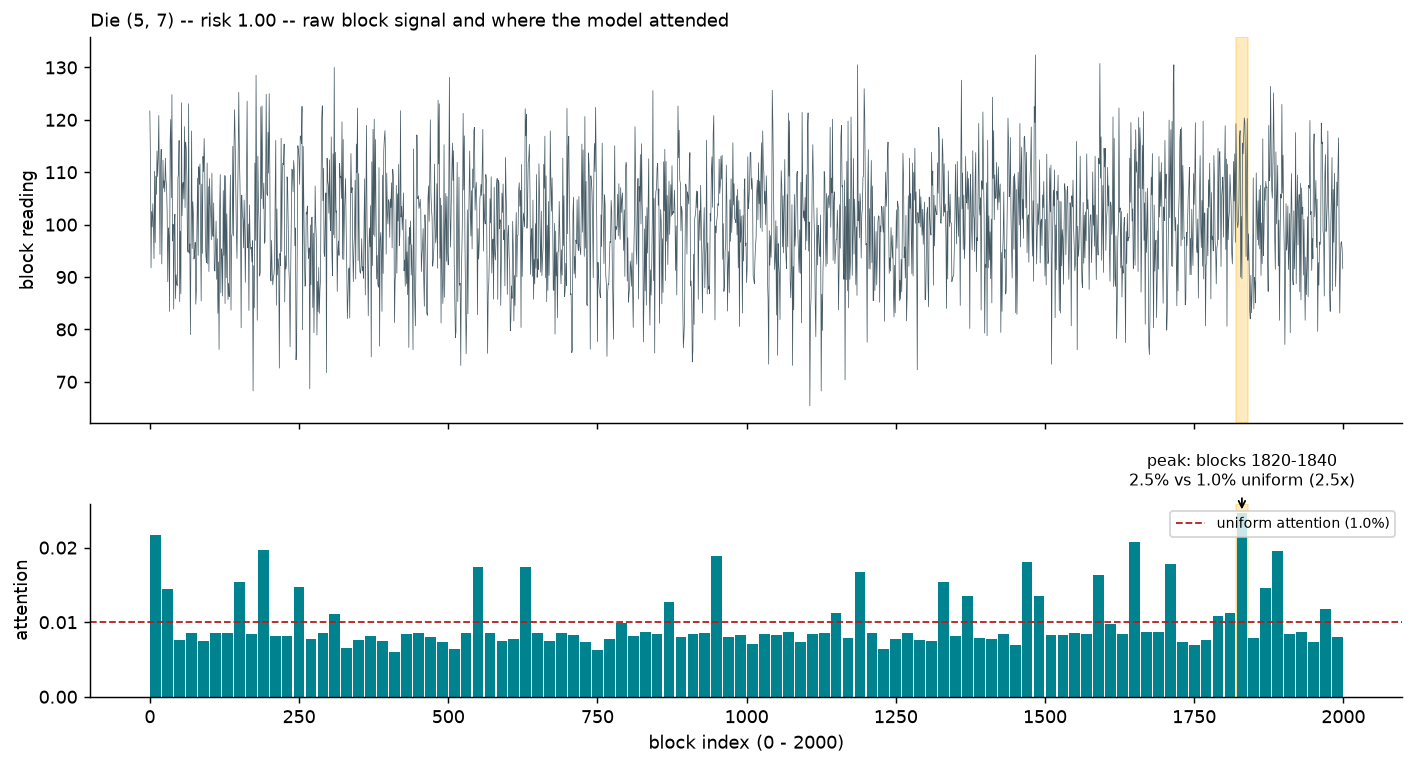 Die (5, 7) -- risk 1.00 -- raw block signal and where the model attended
130
120
110
100
90
80
70
block reading
peak: blocks 1820-1840
2.5% vs 1.0% uniform (2.5x)
uniform attention (1.0%)
0.02
0.01
0.00
attention
0 250 500 750 1000 1250 1500 1750 2000
block index (0 - 2000)